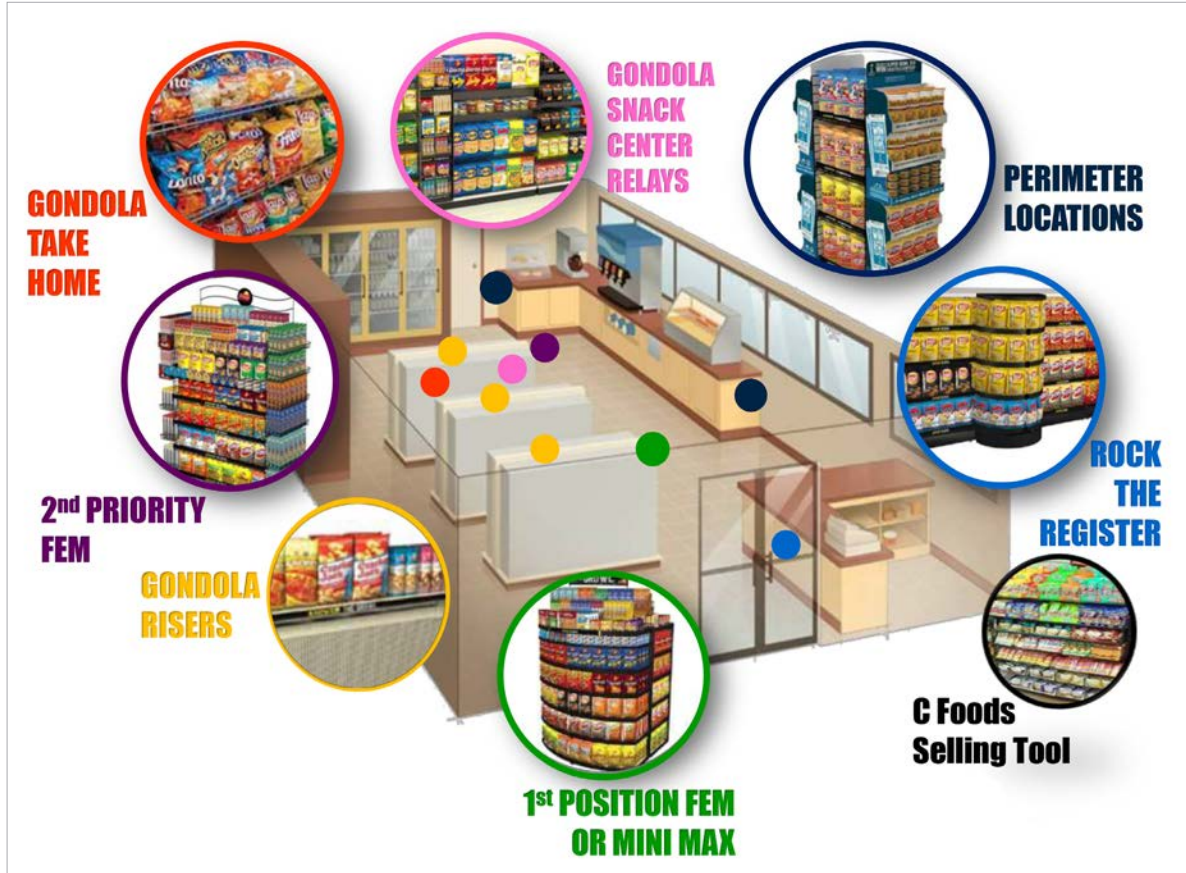 GONDOLA
TAKE
HOME
GONDOLA
SNACK
CENTER
RELAYS
PERIMETER
LOCATIONS
2nd PRIORITY
FEM
GONDOLA
RISERS
ROCK
THE
REGISTER
C Foods
Selling Tool
1st POSITION FEM
OR MINI MAX